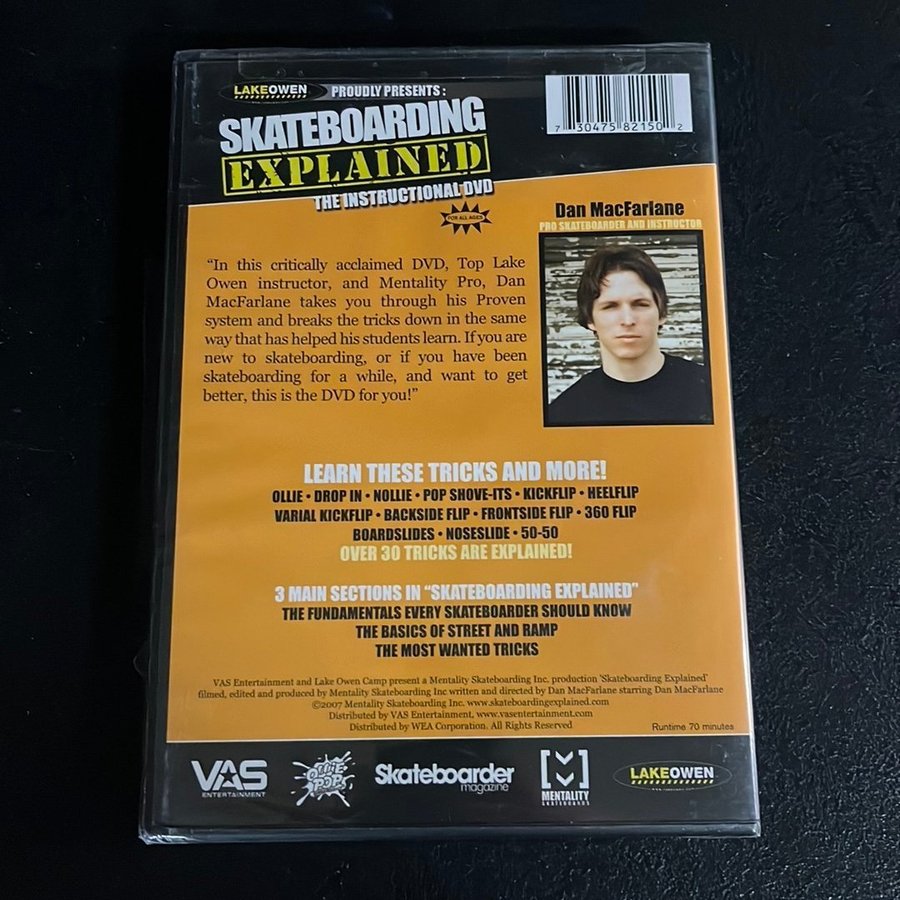 LAKEOWEN PROUDLY PRESENTS :
SKATEBOARDING
EXPLAINED
THE INSTRUCTIONAL DVD
FOR ALL AGES
7 30475 82150 2
Dan MacFarlane
PRO SKATEBOARDER AND INSTRUCTOR
“In this critically acclaimed DVD, Top Lake
Owen instructor, and Mentality Pro, Dan
MacFarlane takes you through his Proven
system and breaks the tricks down in the same
way that has helped his students learn. If you are
new to skateboarding, or if you have been
skateboarding for a while, and want to get
better, this is the DVD for you!”
LEARN THESE TRICKS AND MORE!
OLLIE • DROP IN • NOLLIE • POP SHOVE-ITS • KICKFLIP • HEELFLIP
VARIAL KICKFLIP • BACKSIDE FLIP • FRONTSIDE FLIP • 360 FLIP
BOARDSLIDES • NOSESLIDE • 50-50
OVER 30 TRICKS ARE EXPLAINED!
3 MAIN SECTIONS IN “SKATEBOARDING EXPLAINED”
THE FUNDAMENTALS EVERY SKATEBOARDER SHOULD KNOW
THE BASICS OF STREET AND RAMP
THE MOST WANTED TRICKS
VAS Entertainment and Lake Owen Camp present a Mentality Skateboarding Inc. production 'Skateboarding Explained'
filmed, edited and produced by Mentality Skateboarding Inc written and directed by Dan MacFarlane starring Dan MacFarlane
©2007 Mentality Skateboarding Inc. www.skateboardingexplained.com
Distributed by VAS Entertainment, www.vasentertainment.com
Distributed by WEA Corporation. All Rights Reserved
Runtime 70 minutes
VAS
ENTERTAINMENT
OLLIE
POP
Skateboarder
magazine
MENTALITY
SKATEBOARDS
LAKEOWEN